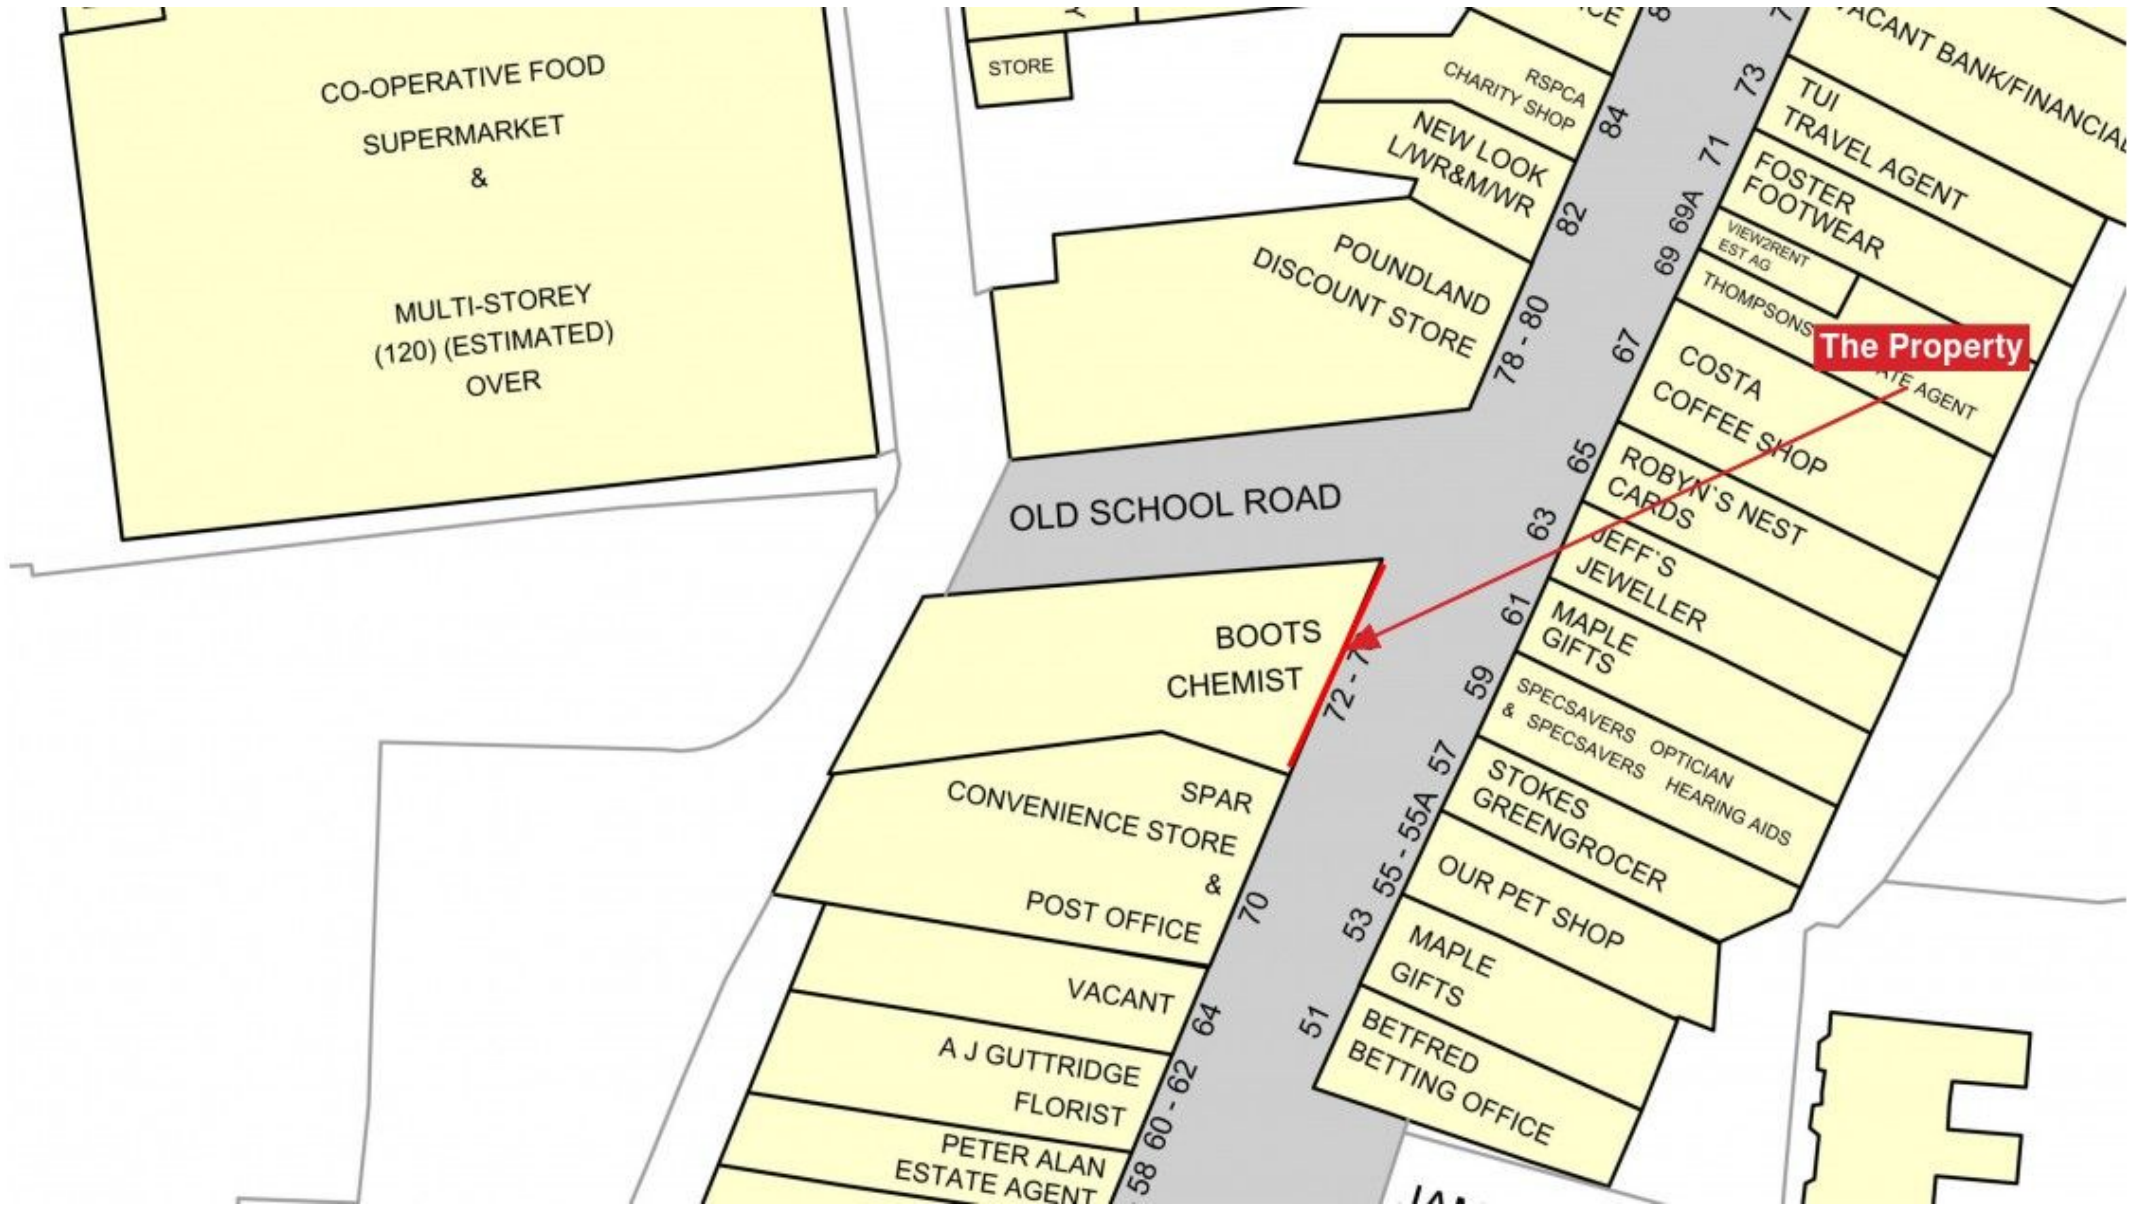 CO-OPERATIVE FOOD
SUPERMARKET
&
MULTI-STOREY
(120) (ESTIMATED)
OVER
STORE
RSPCA
CHARITY SHOP
84
NEW LOOK
L/WR&M/WR
82
POUNDLAND
DISCOUNT STORE
78 - 80
OLD SCHOOL ROAD
BOOTS
CHEMIST
72 -
SPAR
CONVENIENCE STORE
&
POST OFFICE
70
VACANT
64
A J GUTTRIDGE
FLORIST
60 - 62
PETER ALAN
ESTATE AGENT
58
VACANT BANK/FINANCIAL
73
TUI
TRAVEL AGENT
71
FOSTER
FOOTWEAR
69A
VIEW2RENT
EST AG
69
THOMPSONS
AGENT
The Property
67
COSTA
COFFEE SHOP
65
ROBYN`S NEST
CARDS
63
JEFF`S
JEWELLER
61
MAPLE
GIFTS
59
SPECSAVERS OPTICIAN
& SPECSAVERS HEARING AIDS
57
STOKES
GREENGROCER
55 - 55A
OUR PET SHOP
53
MAPLE
GIFTS
51
BETFRED
BETTING OFFICE